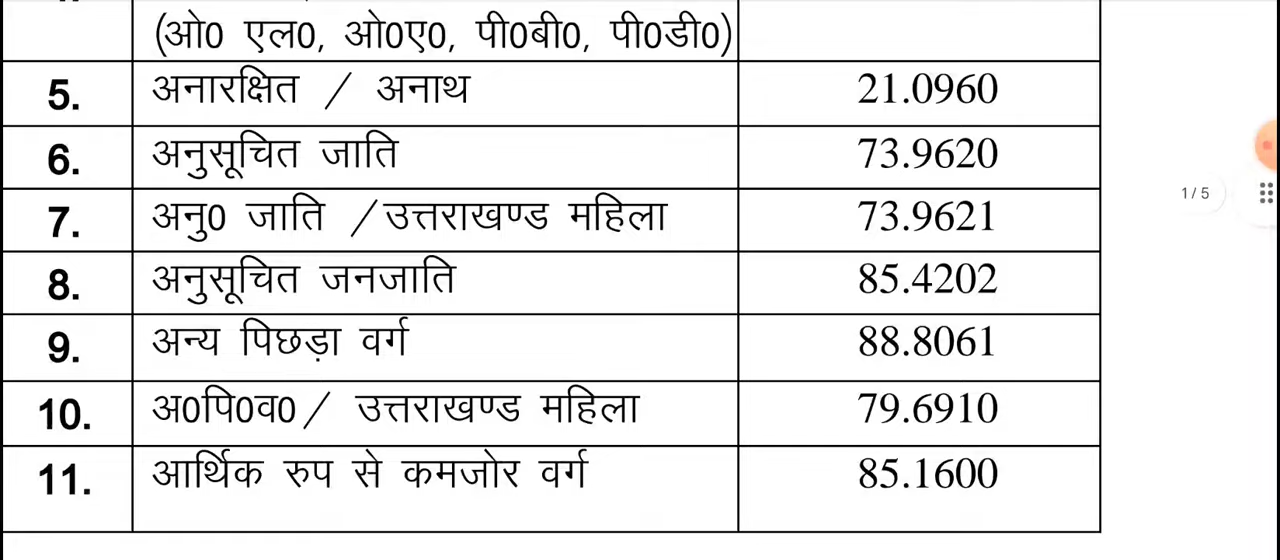 (ओ0 एल0, ओ0ए0, पी0बी0, पी0डी0)
5. अनारक्षित / अनाथ 21.0960
6. अनुसूचित जाति 73.9620
7. अनु0 जाति /उत्तराखण्ड महिला 73.9621
8. अनुसूचित जनजाति 85.4202
9. अन्य पिछड़ा वर्ग 88.8061
10. अ0पि0व0/ उत्तराखण्ड महिला 79.6910
11. आर्थिक रुप से कमजोर वर्ग 85.1600
1/5